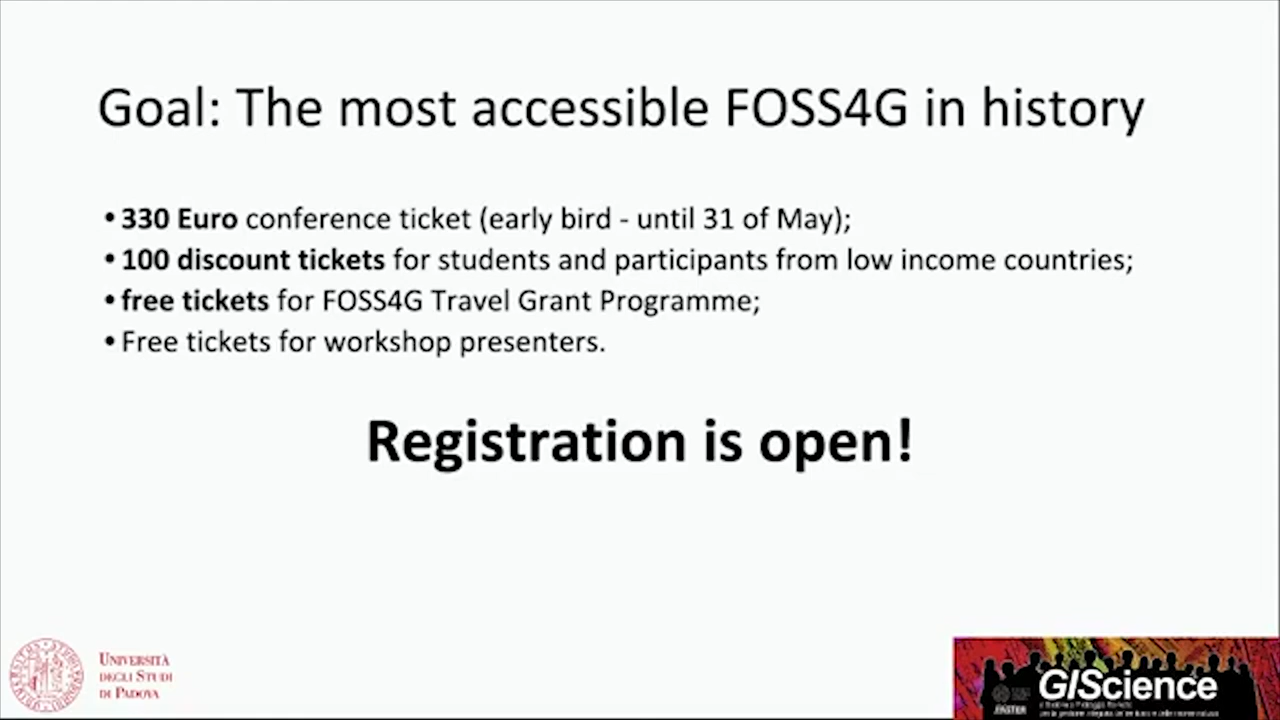 Goal: The most accessible FOSS4G in history
• 330 Euro conference ticket (early bird - until 31 of May);
• 100 discount tickets for students and participants from low income countries;
• free tickets for FOSS4G Travel Grant Programme;
• Free tickets for workshop presenters.
Registration is open!
UNIVERSITÀ
DEGLI STUDI
DI PADOVA
GIScience
MASTER